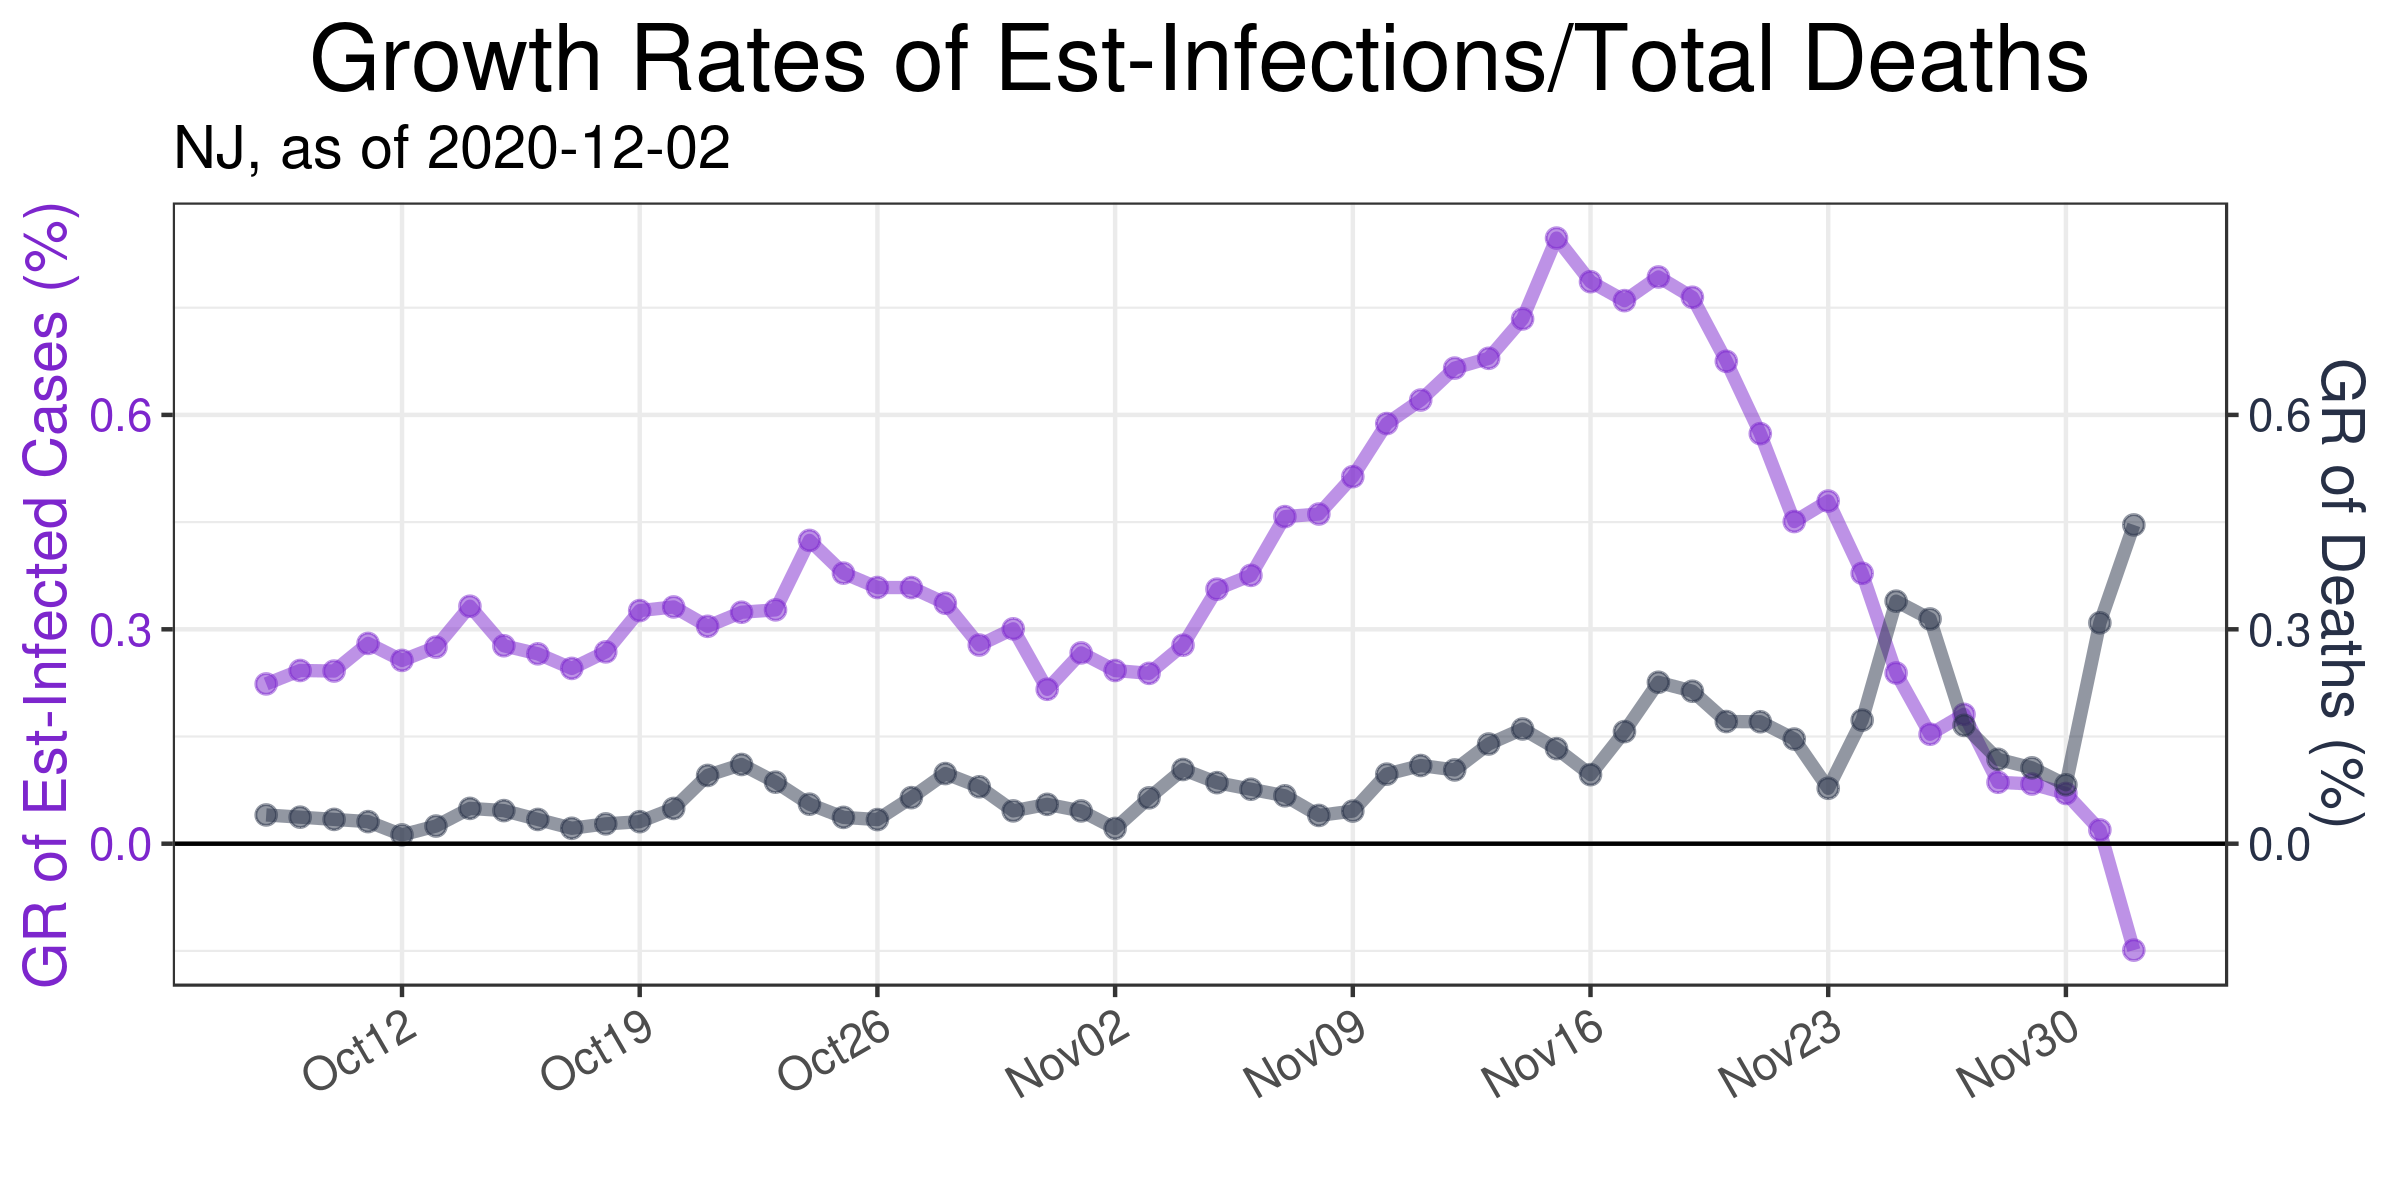 Growth Rates of Est-Infections/Total Deaths
NJ, as of 2020-12-02
GR of Est-Infected Cases (%)
0.6
0.3
0.0
0.6
0.3
0.0
GR of Deaths (%)
Oct12
Oct19
Oct26
Nov02
Nov09
Nov16
Nov23
Nov30